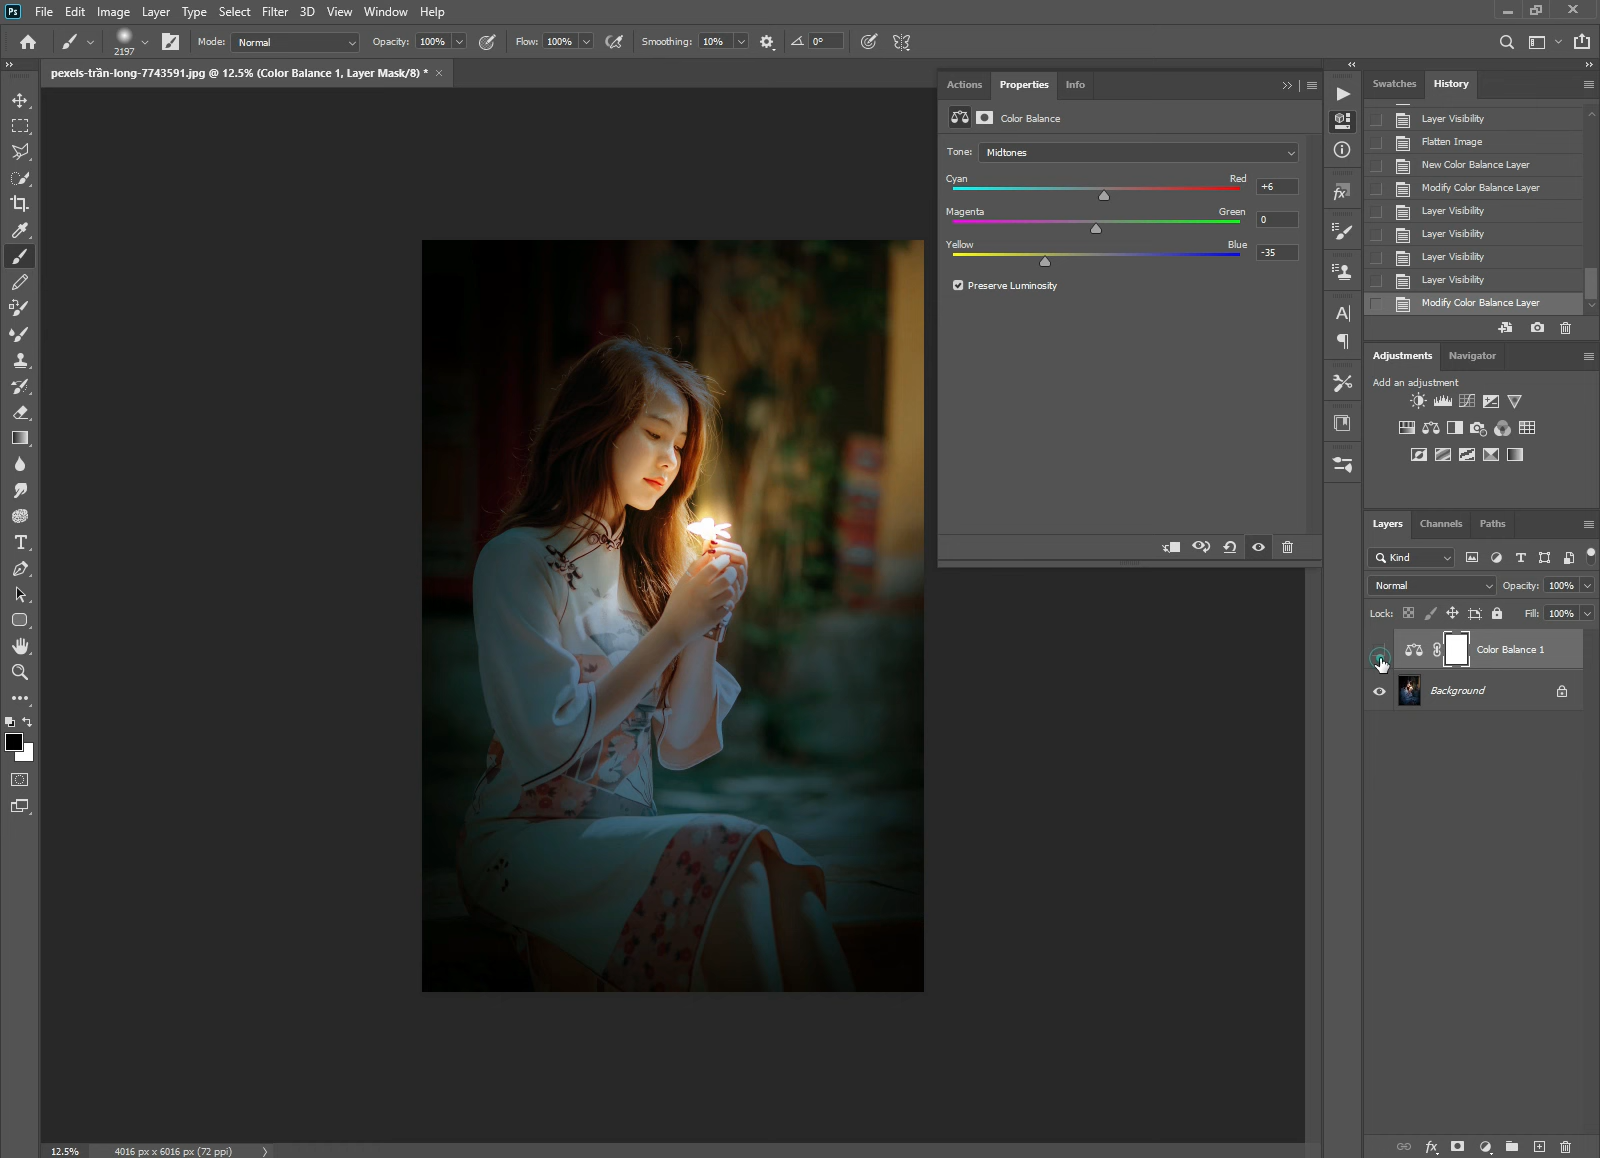 Ps File Edit Image Layer Type Select Filter 3D View Window Help
2197 Mode: Normal Opacity: 100% Flow: 100% Smoothing: 10% 0°
pexels-trần-long-7743591.jpg @ 12.5% (Color Balance 1, Layer Mask/8) * ×
Actions Properties Info
Color Balance
Tone: Midtones
Cyan Red +6
Magenta Green 0
Yellow Blue -35
Preserve Luminosity
Swatches History
Layer Visibility
Flatten Image
New Color Balance Layer
Modify Color Balance Layer
Layer Visibility
Layer Visibility
Layer Visibility
Layer Visibility
Modify Color Balance Layer
Adjustments Navigator
Add an adjustment
Layers Channels Paths
Kind
Normal Opacity: 100%
Lock: Fill: 100%
Color Balance 1
Background
12.5% 4016 px x 6016 px (72 ppi)